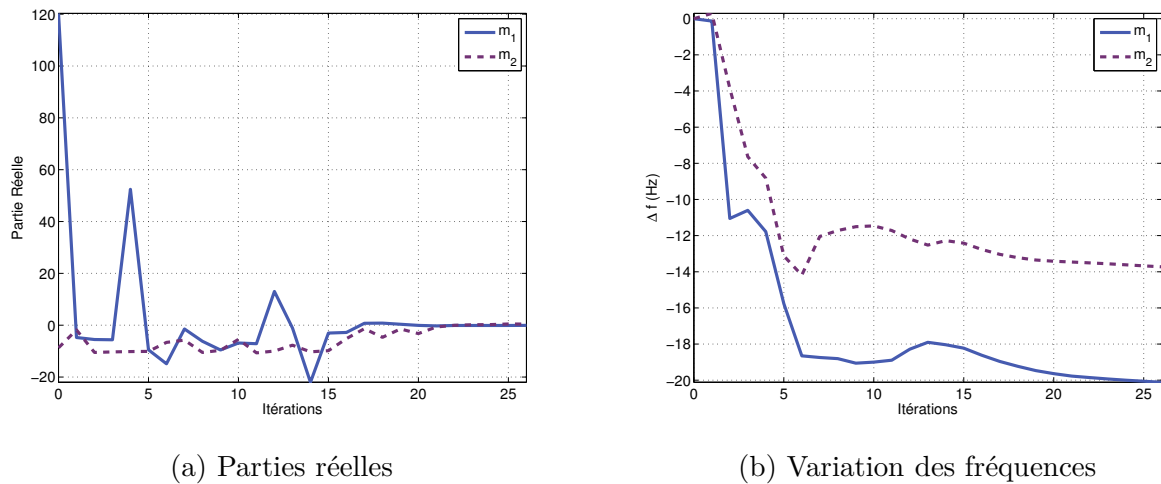 120
100
80
60
40
20
0
−20
0 5 10 15 20 25
Partie Réelle
Itérations
m1
m2
(a) Parties réelles
0
−2
−4
−6
−8
−10
−12
−14
−16
−18
−20
0 5 10 15 20 25
Δ f (Hz)
Itérations
m1
m2
(b) Variation des fréquences